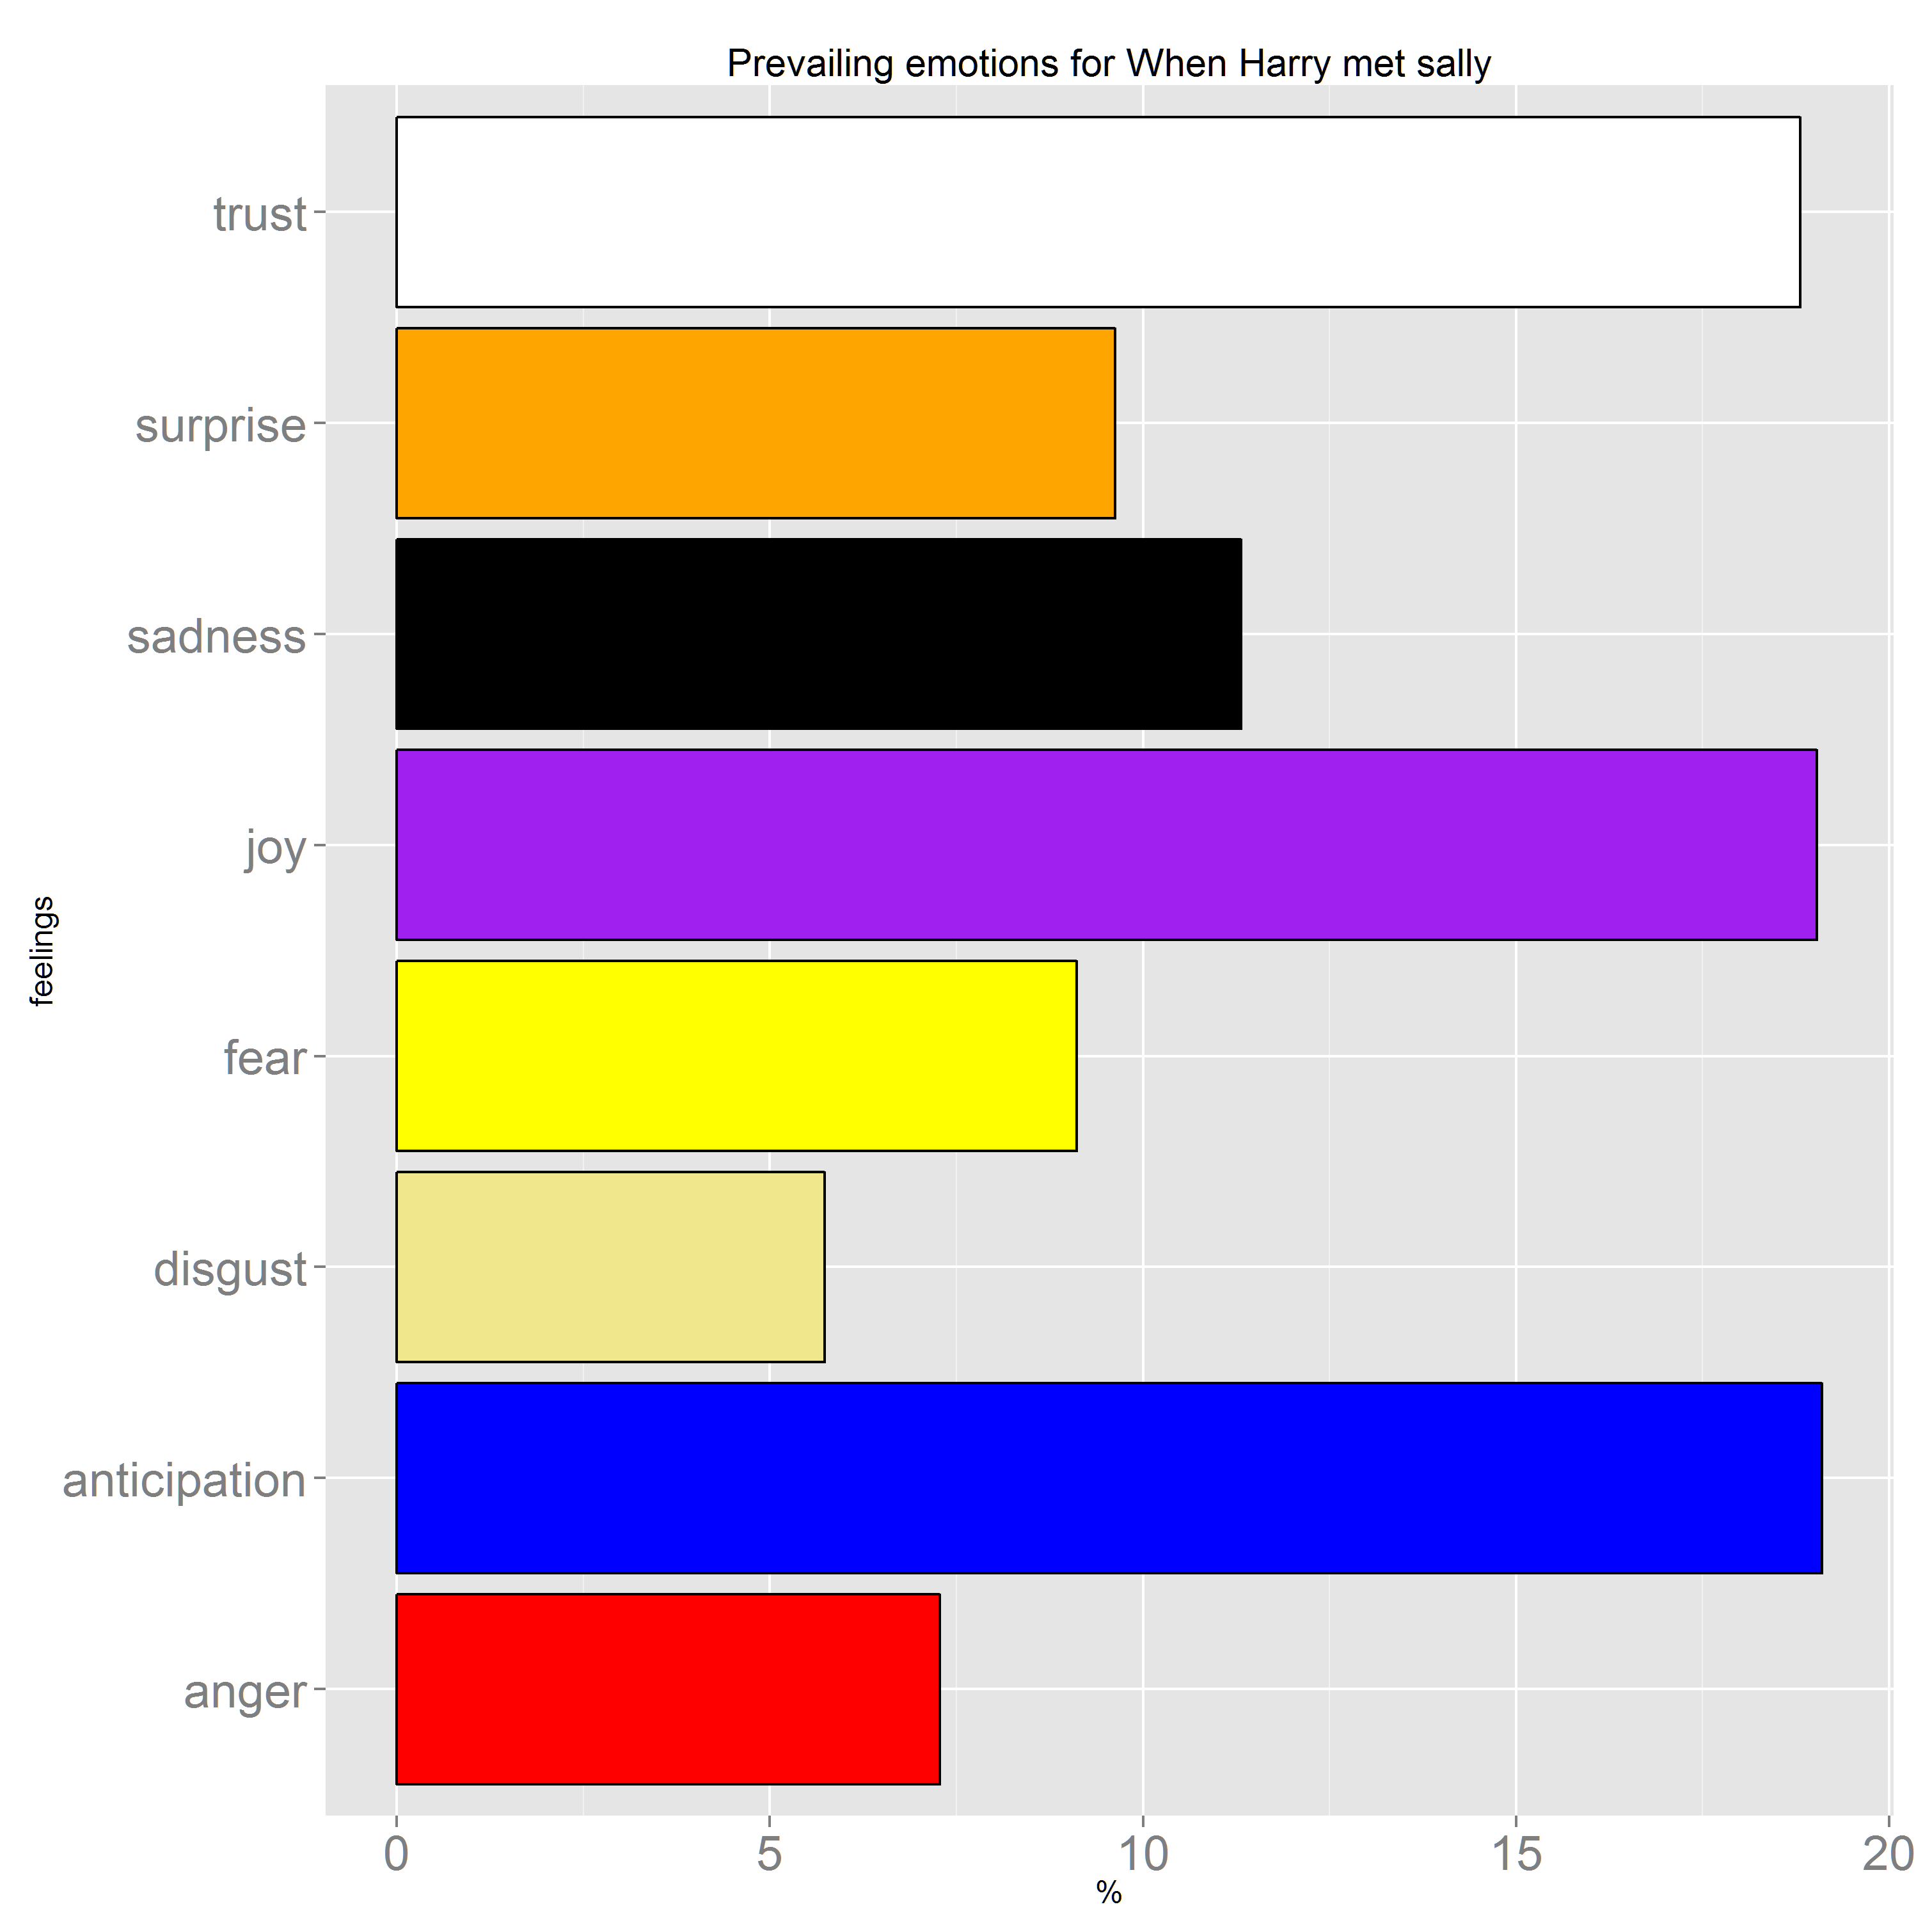 Prevailing emotions for When Harry met sally
trust
surprise
sadness
joy
feelings
fear
disgust
anticipation
anger
0 5 10 15 20
%